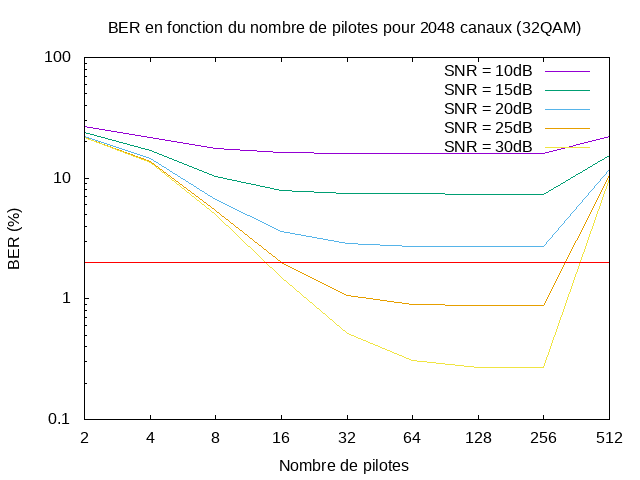 BER en fonction du nombre de pilotes pour 2048 canaux (32QAM)
100
10
1
0.1
BER (%)
SNR = 10dB
SNR = 15dB
SNR = 20dB
SNR = 25dB
SNR = 30dB
2 4 8 16 32 64 128 256 512
Nombre de pilotes